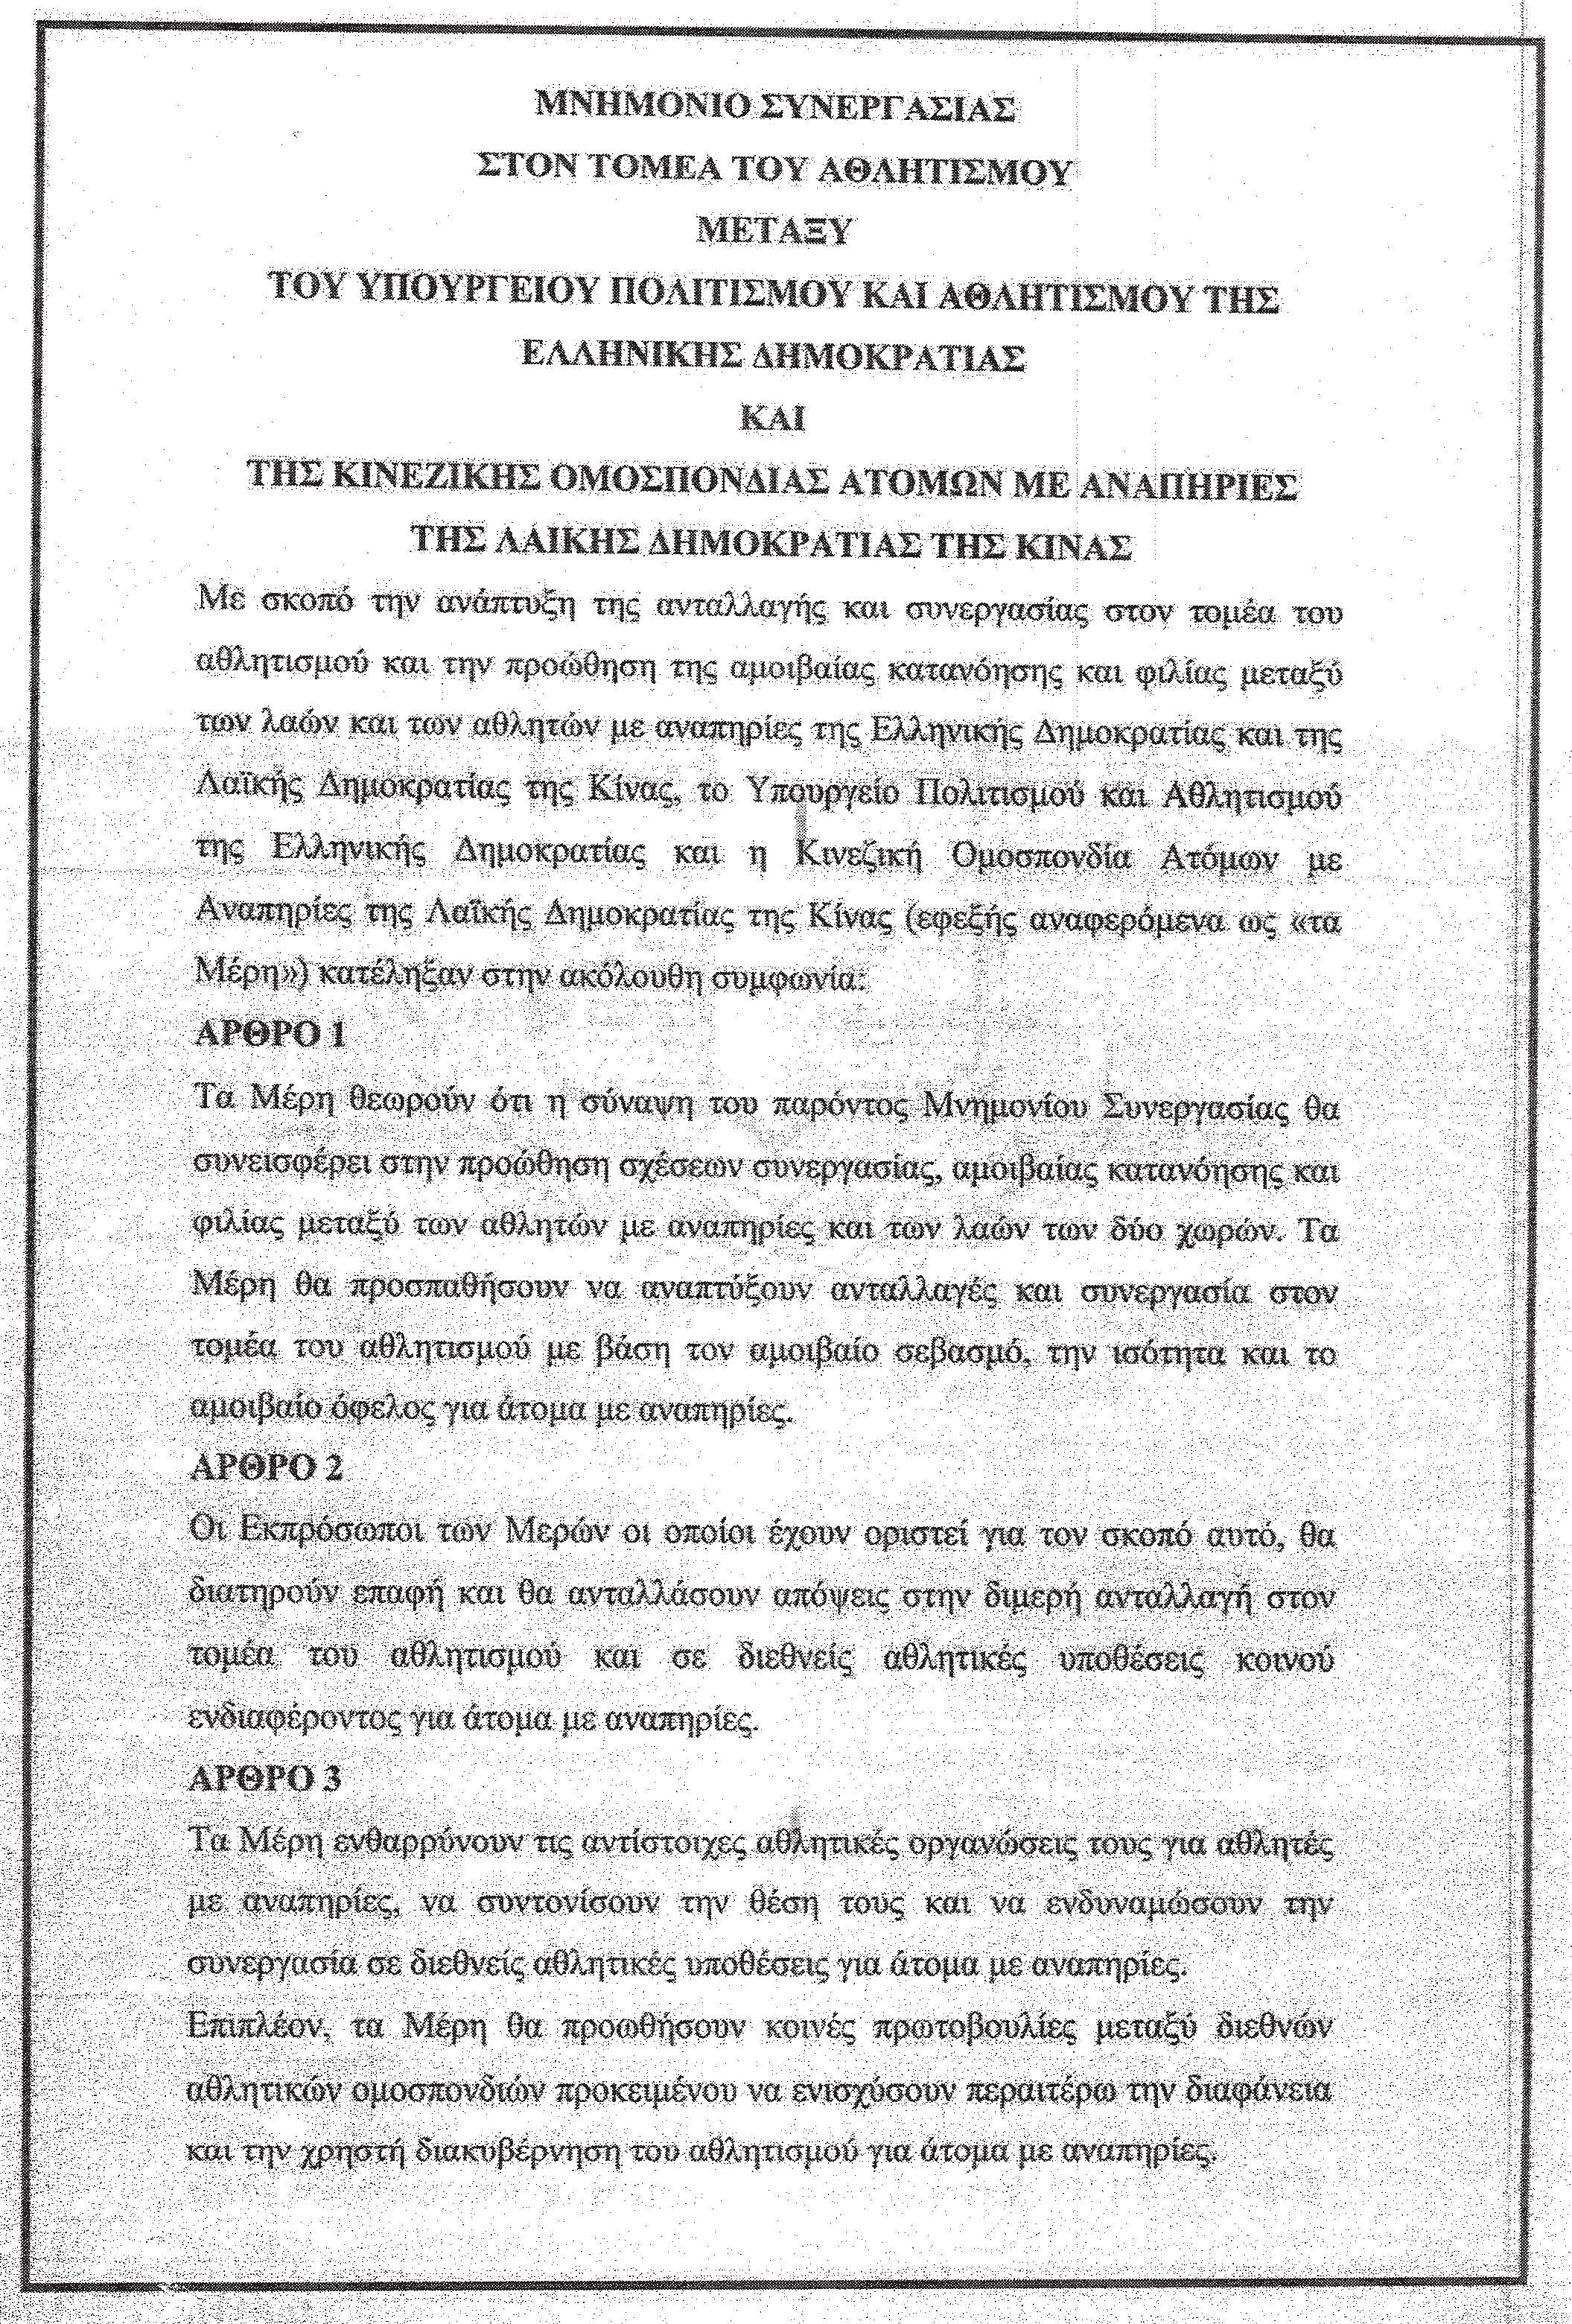 ΜΝΗΜΟΝΙΟ ΣΥΝΕΡΓΑΣΙΑΣ
ΣΤΟΝ ΤΟΜΕΑ ΤΟΥ ΑΘΛΗΤΙΣΜΟΥ
ΜΕΤΑΞΥ
ΤΟΥ ΥΠΟΥΡΓΕΙΟΥ ΠΟΛΙΤΙΣΜΟΥ ΚΑΙ ΑΘΛΗΤΙΣΜΟΥ ΤΗΣ
ΕΛΛΗΝΙΚΗΣ ΔΗΜΟΚΡΑΤΙΑΣ
ΚΑΙ
ΤΗΣ ΚΙΝΕΖΙΚΗΣ ΟΜΟΣΠΟΝΔΙΑΣ ΑΤΟΜΩΝ ΜΕ ΑΝΑΠΗΡΙΕΣ
ΤΗΣ ΛΑΙΚΗΣ ΔΗΜΟΚΡΑΤΙΑΣ ΤΗΣ ΚΙΝΑΣ
Με σκοπό την ανάπτυξη της ανταλλαγής και συνεργασίας στον τομέα του
αθλητισμού και την προώθηση της αμοιβαίας κατανόησης και φιλίας μεταξύ
των λαών και των αθλητών με αναπηρίες της Ελληνικής Δημοκρατίας και της
Λαϊκής Δημοκρατίας της Κίνας, το Υπουργείο Πολιτισμού και Αθλητισμού
της Ελληνικής Δημοκρατίας και η Κινεζική Ομοσπονδία Ατόμων με
Αναπηρίες της Λαϊκής Δημοκρατίας της Κίνας (εφεξής αναφερόμενα ως «τα
Μέρη») κατέληξαν στην ακόλουθη συμφωνία:
ΑΡΘΡΟ 1
Τα Μέρη θεωρούν ότι η σύναψη του παρόντος Μνημονίου Συνεργασίας θα
συνεισφέρει στην προώθηση σχέσεων συνεργασίας, αμοιβαίας κατανόησης και
φιλίας μεταξύ των αθλητών με αναπηρίες και των λαών των δύο χωρών. Τα
Μέρη θα προσπαθήσουν να αναπτύξουν ανταλλαγές και συνεργασία στον
τομέα του αθλητισμού με βάση τον αμοιβαίο σεβασμό, την ισότητα και το
αμοιβαίο όφελος για άτομα με αναπηρίες.
ΑΡΘΡΟ 2
Οι Εκπρόσωποι των Μερών οι οποίοι έχουν οριστεί για τον σκοπό αυτό, θα
διατηρούν επαφή και θα ανταλλάσουν απόψεις στην διμερή ανταλλαγή στον
τομέα του αθλητισμού και σε διεθνείς αθλητικές υποθέσεις κοινού
ενδιαφέροντος για άτομα με αναπηρίες.
ΑΡΘΡΟ 3
Τα Μέρη ενθαρρύνουν τις αντίστοιχες αθλητικές οργανώσεις τους για αθλητές
με αναπηρίες, να συντονίσουν την θέση τους και να ενδυναμώσουν την
συνεργασία σε διεθνείς αθλητικές υποθέσεις για άτομα με αναπηρίες.
Επιπλέον, τα Μέρη θα προωθήσουν κοινές πρωτοβουλίες μεταξύ διεθνών
αθλητικών ομοσπονδιών προκειμένου να ενισχύσουν περαιτέρω την διαφάνεια
και την χρηστή διακυβέρνηση του αθλητισμού για άτομα με αναπηρίες.